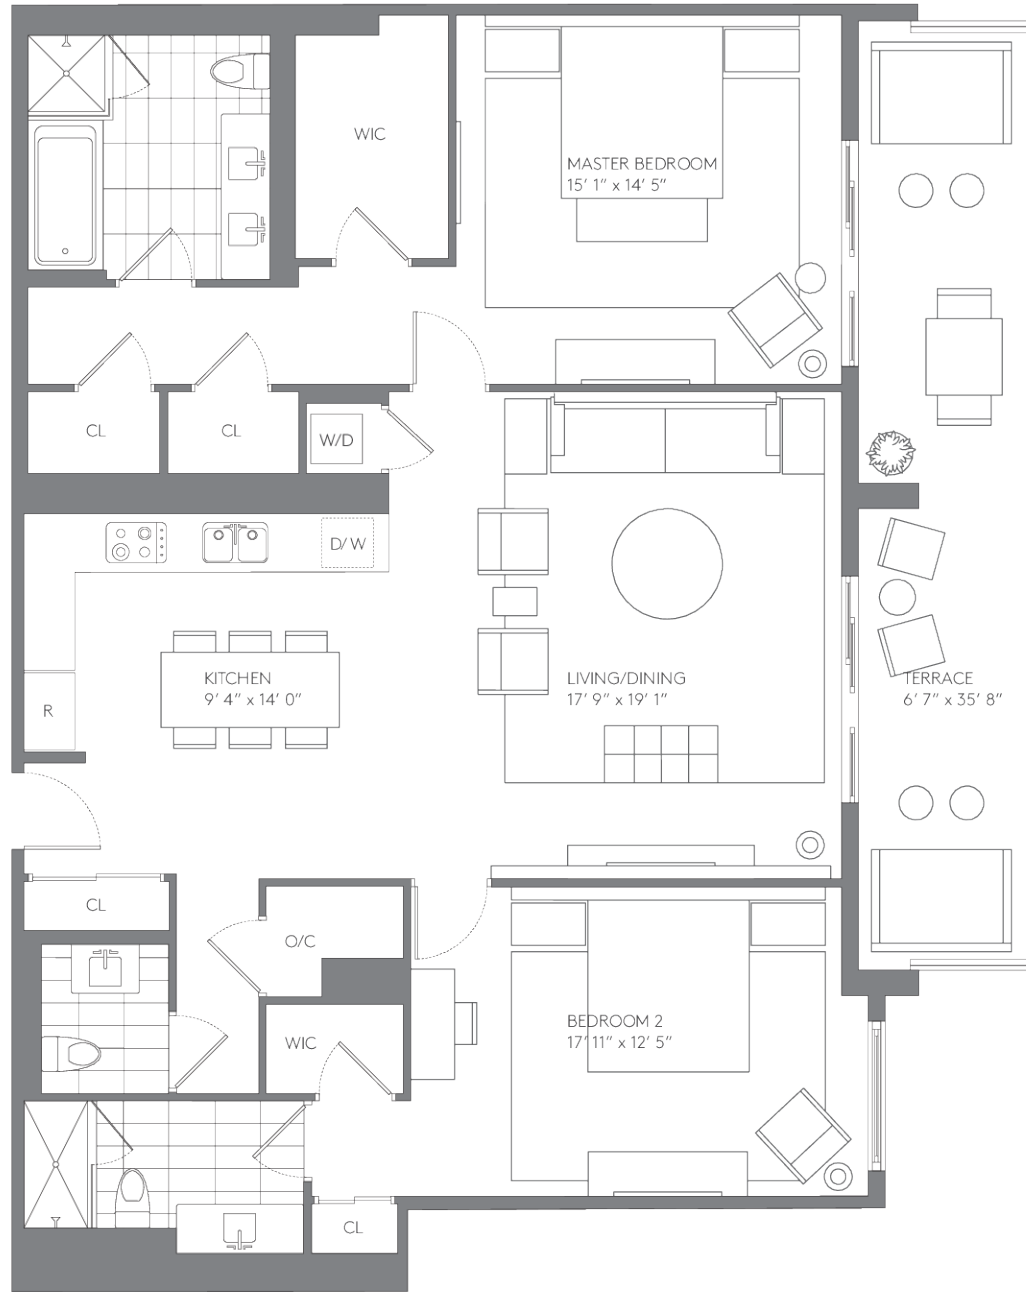 WIC
MASTER BEDROOM
15' 1" x 14' 5"
CL
CL
W/D
D/W
KITCHEN
9' 4" x 14' 0"
LIVING/DINING
17' 9" x 19' 1"
TERRACE
6' 7" x 35' 8"
R
CL
O/C
WIC
BEDROOM 2
17' 11" x 12' 5"
CL